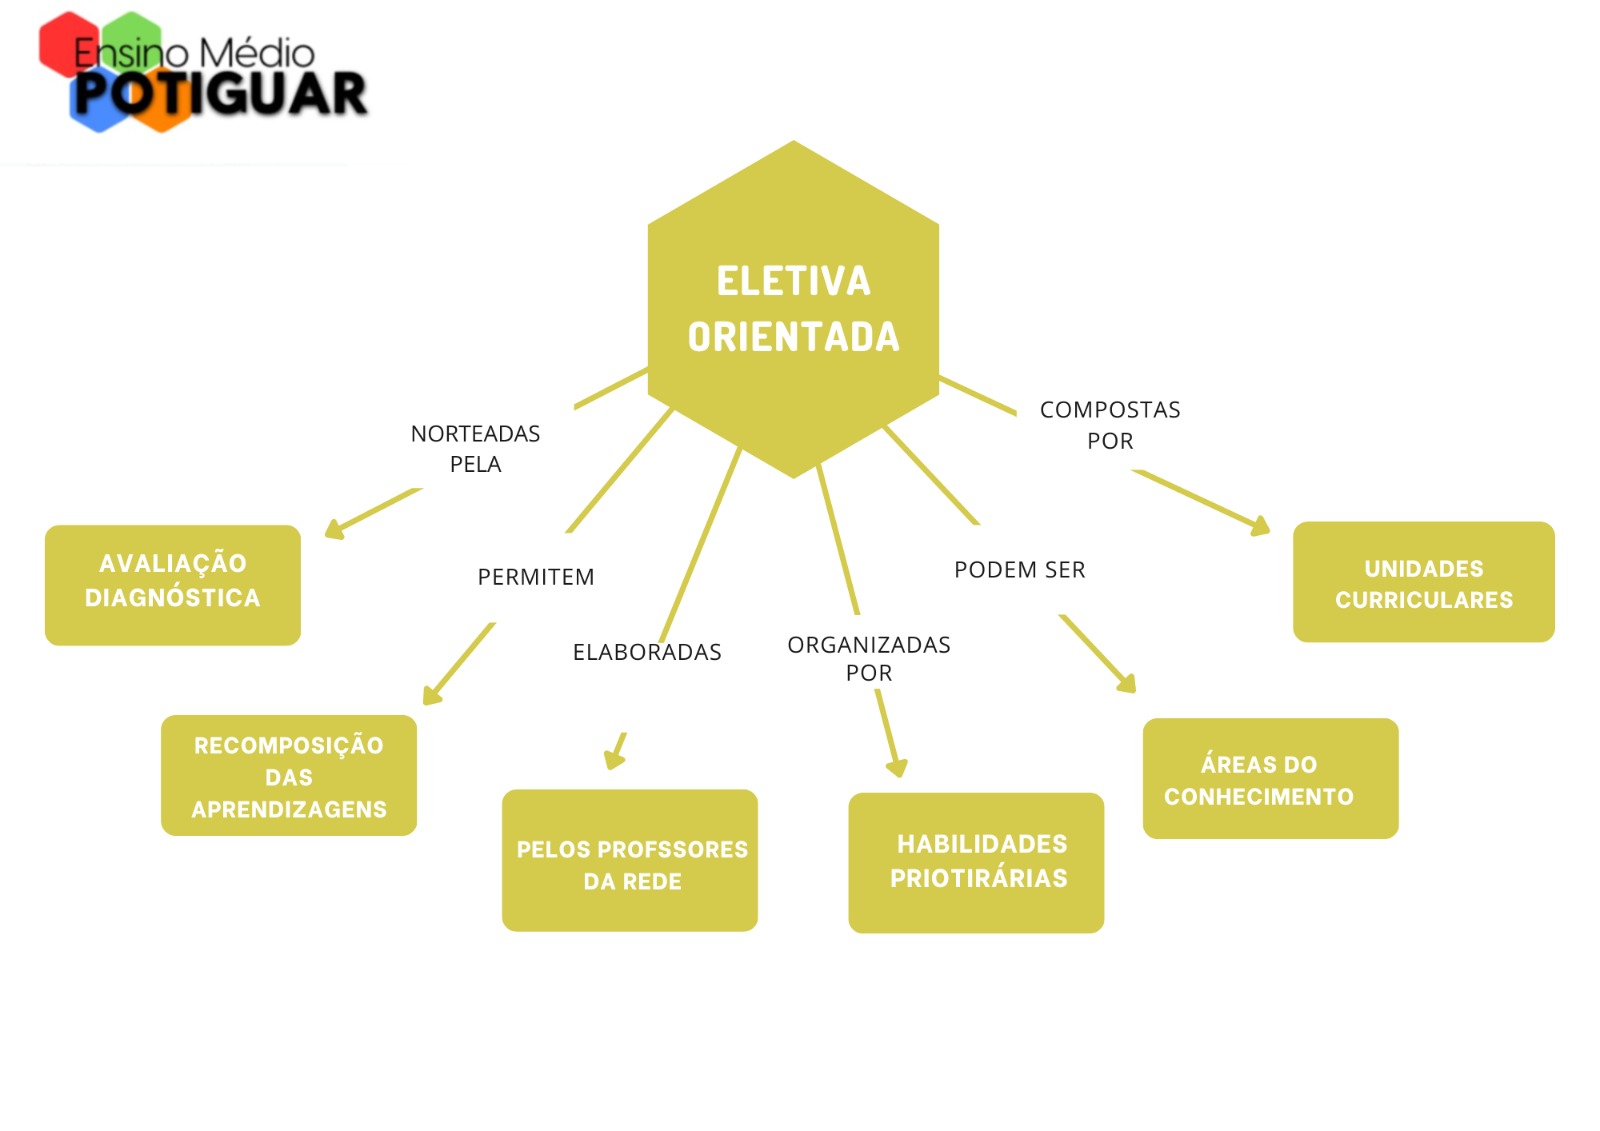 Ensino Médio
POTIGUAR
ELETIVA
ORIENTADA
NORTEADAS
PELA
AVALIAÇÃO
DIAGNÓSTICA
PERMITEM
RECOMPOSIÇÃO
DAS
APRENDIZAGENS
ELABORADAS
PELOS PROFSSORES
DA REDE
ORGANIZADAS
POR
HABILIDADES
PRIOTIRÁRIAS
PODEM SER
ÁREAS DO
CONHECIMENTO
COMPOSTAS
POR
UNIDADES
CURRICULARES